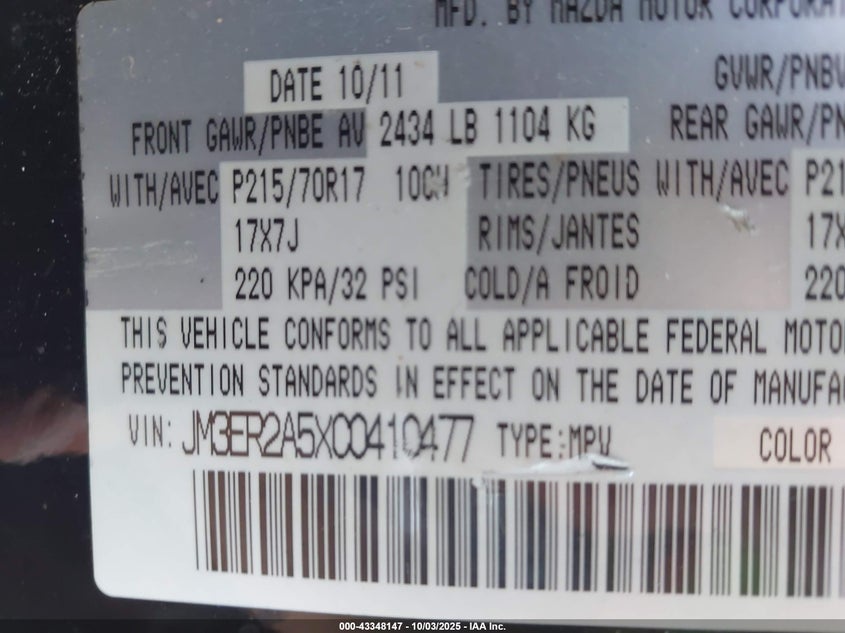 MFD. BY MAZDA MOTOR CORPORAT
DATE 10/11 GVWR/PNBV
FRONT GAWR/PNBE AV 2434 LB 1104 KG REAR GAWR/PN
WITH/AVEC P215/70R17 100H TIRES/PNEUS WITH/AVEC P21
17X7J RIMS/JANTES 17X
220 KPA/32 PSI COLD/A FROID 220
THIS VEHICLE CONFORMS TO ALL APPLICABLE FEDERAL MOTO
PREVENTION STANDARDS IN EFFECT ON THE DATE OF MANUFA
VIN: JM3ER2A5XC0410477 TYPE:MPV COLOR
000-43348147 - 10/03/2025 - IAA Inc.